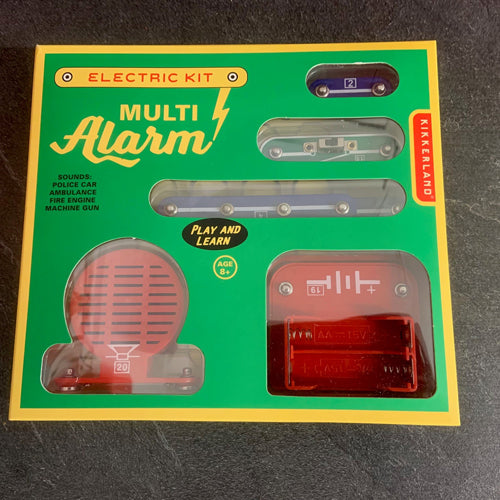 ELECTRIC KIT
MULTI
Alarm
SOUNDS:
POLICE CAR
AMBULANCE
FIRE ENGINE
MACHINE GUN
2
KIKKERLAND
PLAY AND
LEARN
AGE
8+
20
19
+